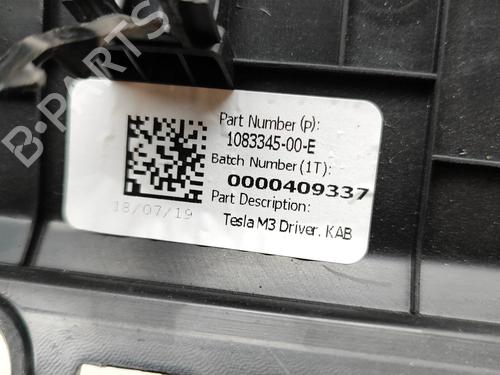 B-PARTS
Part Number (p):
1083345-00-E
Batch Number (1T):
0000409337
Part Description:
Tesla M3 Driver. KAB
18/07/19